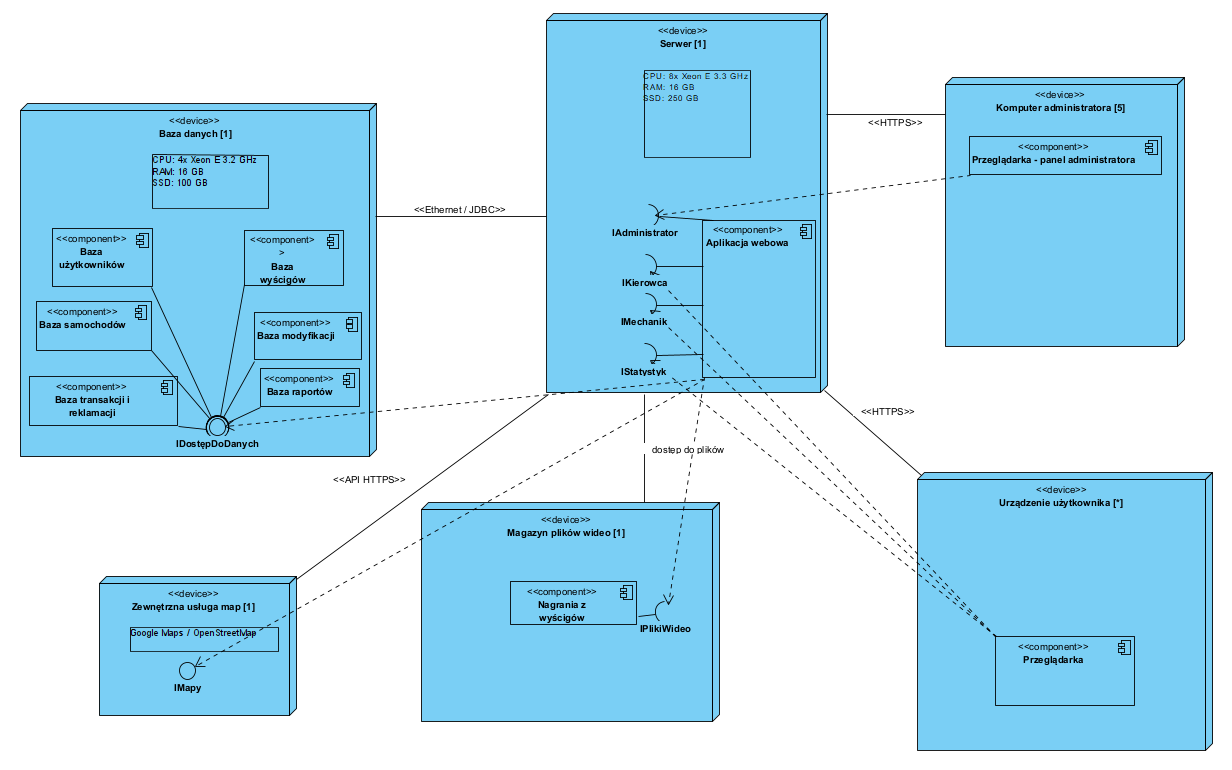 <<device>>
Serwer [1]
CPU: 8x Xeon E 3.3 GHz
RAM: 16 GB
SSD: 250 GB
IAdministrator
<<component>>
Aplikacja webowa
IKierowca
IMechanik
IStatystyk
<<device>>
Komputer administratora [5]
<<component>>
Przeglądarka - panel administratora
<<HTTPS>>
<<device>>
Baza danych [1]
CPU: 4x Xeon E 3.2 GHz
RAM: 16 GB
SSD: 100 GB
<<component>>
Baza
użytkowników
<<component>
>
Baza
wyścigów
<<component>>
Baza samochodów
<<component>>
Baza modyfikacji
<<component>>
Baza transakcji i
reklamacji
<<component>>
Baza raportów
IDostępDoDanych
<<Ethernet / JDBC>>
<<HTTPS>>
dostęp do plików
<<API HTTPS>>
<<device>>
Magazyn plików wideo [1]
<<component>>
Nagrania z
wyścigów
IPlikiWideo
<<device>>
Urządzenie użytkownika [*]
<<component>>
Przeglądarka
<<device>>
Zewnętrzna usługa map [1]
Google Maps / OpenStreetMap
IMapy